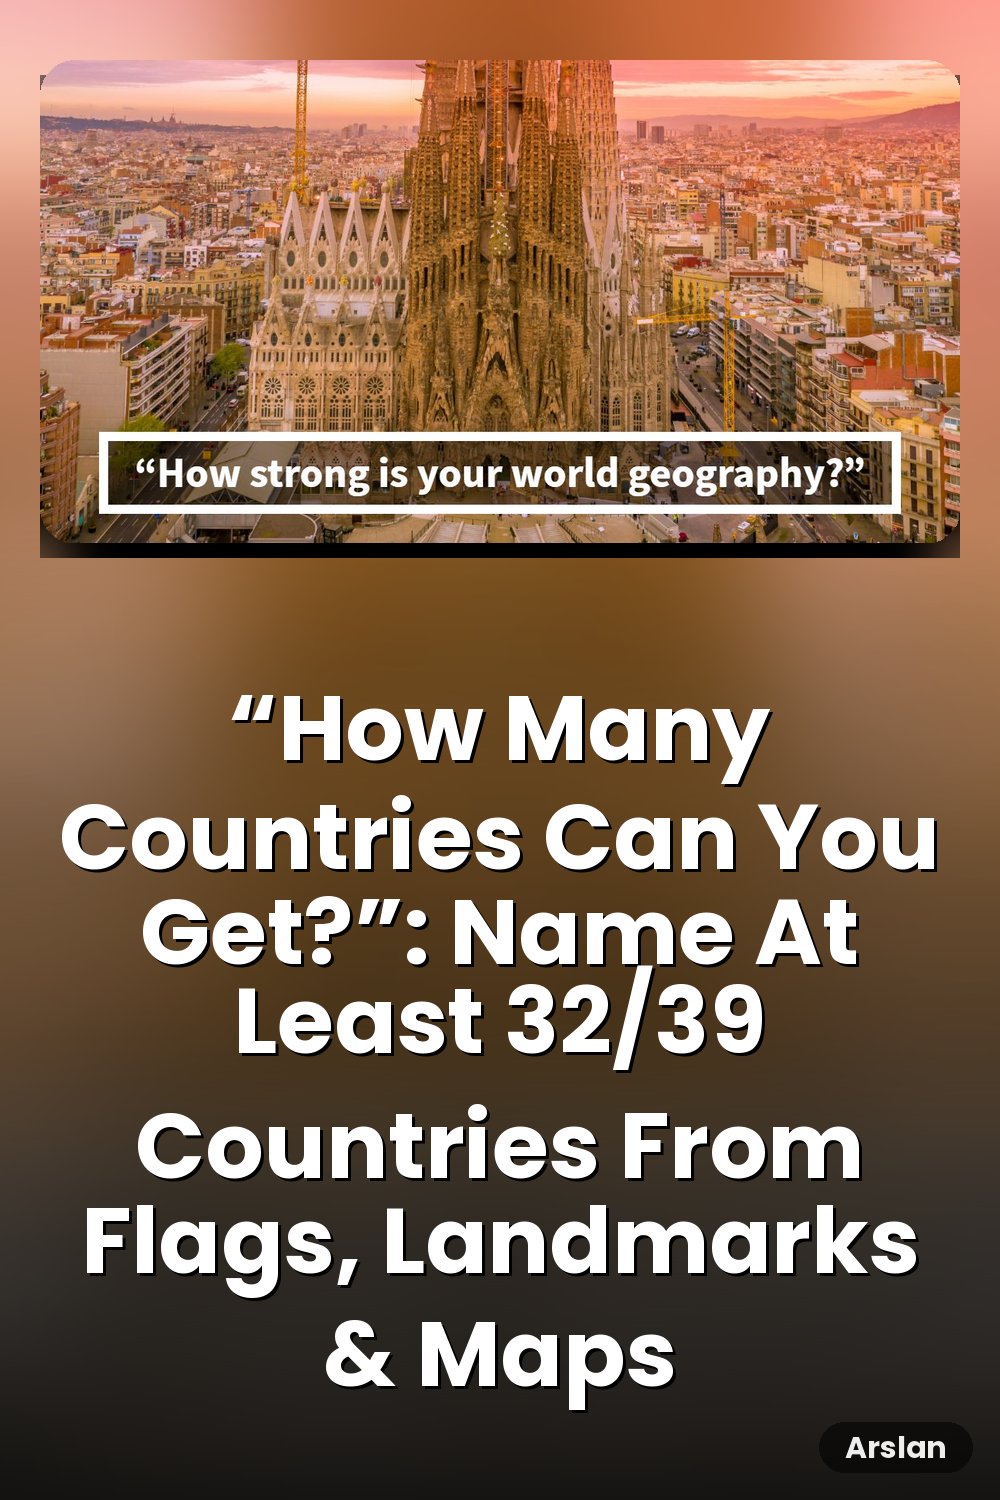 “How strong is your world geography?”
“How Many
Countries Can You
Get?”: Name At
Least 32/39
Countries From
Flags, Landmarks
& Maps
Arslan